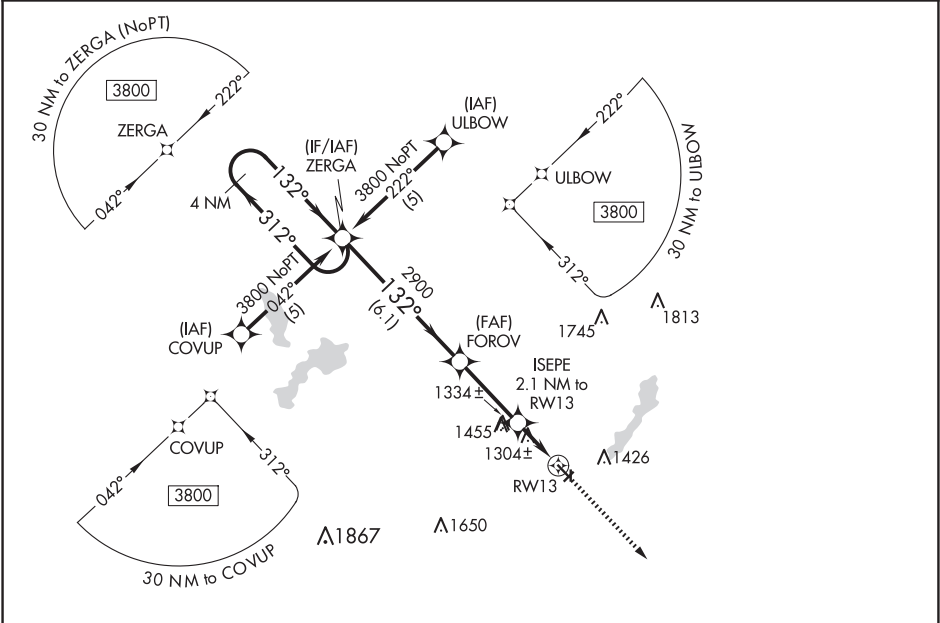 30 NM to ZERGA (NoPT)
3800
222°
ZERGA
042°
(IAF)
ULBOW
(IF/IAF)
ZERGA
3800 NoPT
222°
(5)
4 NM
132°
312°
3800 NoPT
042°
(5)
(IAF)
COVUP
222°
ULBOW
3800
312°
30 NM to ULBOW
2900
132°
(6.1)
(FAF)
FOROV
1745
1813
ISEPE
2.1 NM to
RW13
1334±
1455
1304±
1426
RW13
COVUP
042°
312°
3800
30 NM to COVUP
1867
1650